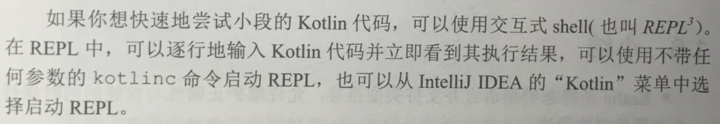 如果你想快速地尝试小段的 Kotlin 代码，可以使用交互式 shell( 也叫 REPL³)。
在 REPL 中，可以逐行地输入 Kotlin 代码并立即看到其执行结果，可以使用不带任
何参数的 kotlinc 命令启动 REPL，也可以从 IntelliJ IDEA 的“Kotlin”菜单中选
择启动 REPL。